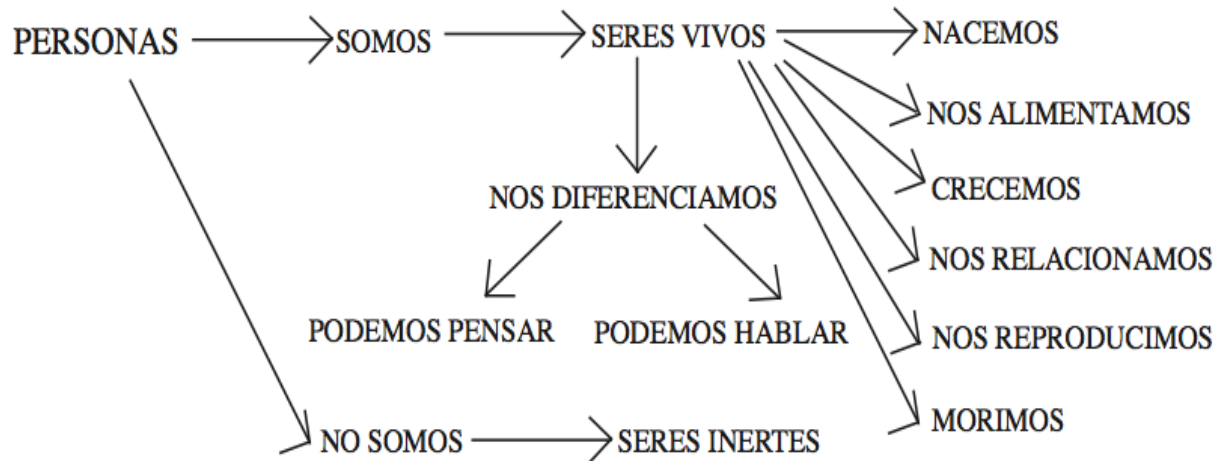 PERSONAS
SOMOS
SERES VIVOS
NACEMOS
NOS ALIMENTAMOS
CRECEMOS
NOS RELACIONAMOS
NOS REPRODUCIMOS
MORIMOS
NOS DIFERENCIAMOS
PODEMOS PENSAR
PODEMOS HABLAR
NO SOMOS
SERES INERTES